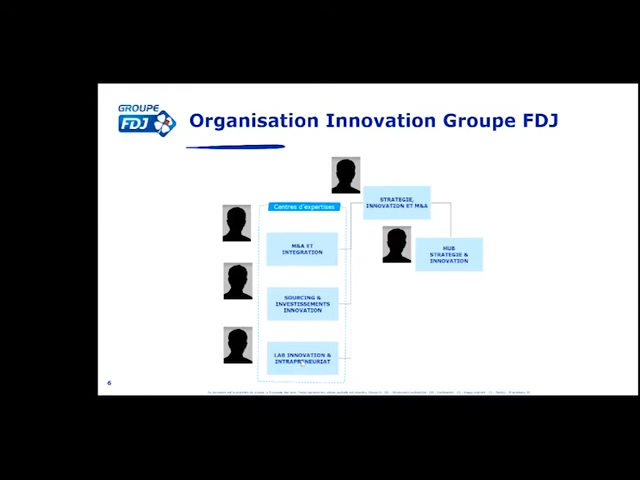 GROUPE
FDJ
Organisation Innovation Groupe FDJ
STRATEGIE,
INNOVATION ET M&A
Centres d'expertises
M&A ET
INTEGRATION
HUB
STRATEGIE &
INNOVATION
SOURCING &
INVESTISSEMENTS
INNOVATION
LAB INNOVATION &
INTRAPRENEURIAT
6